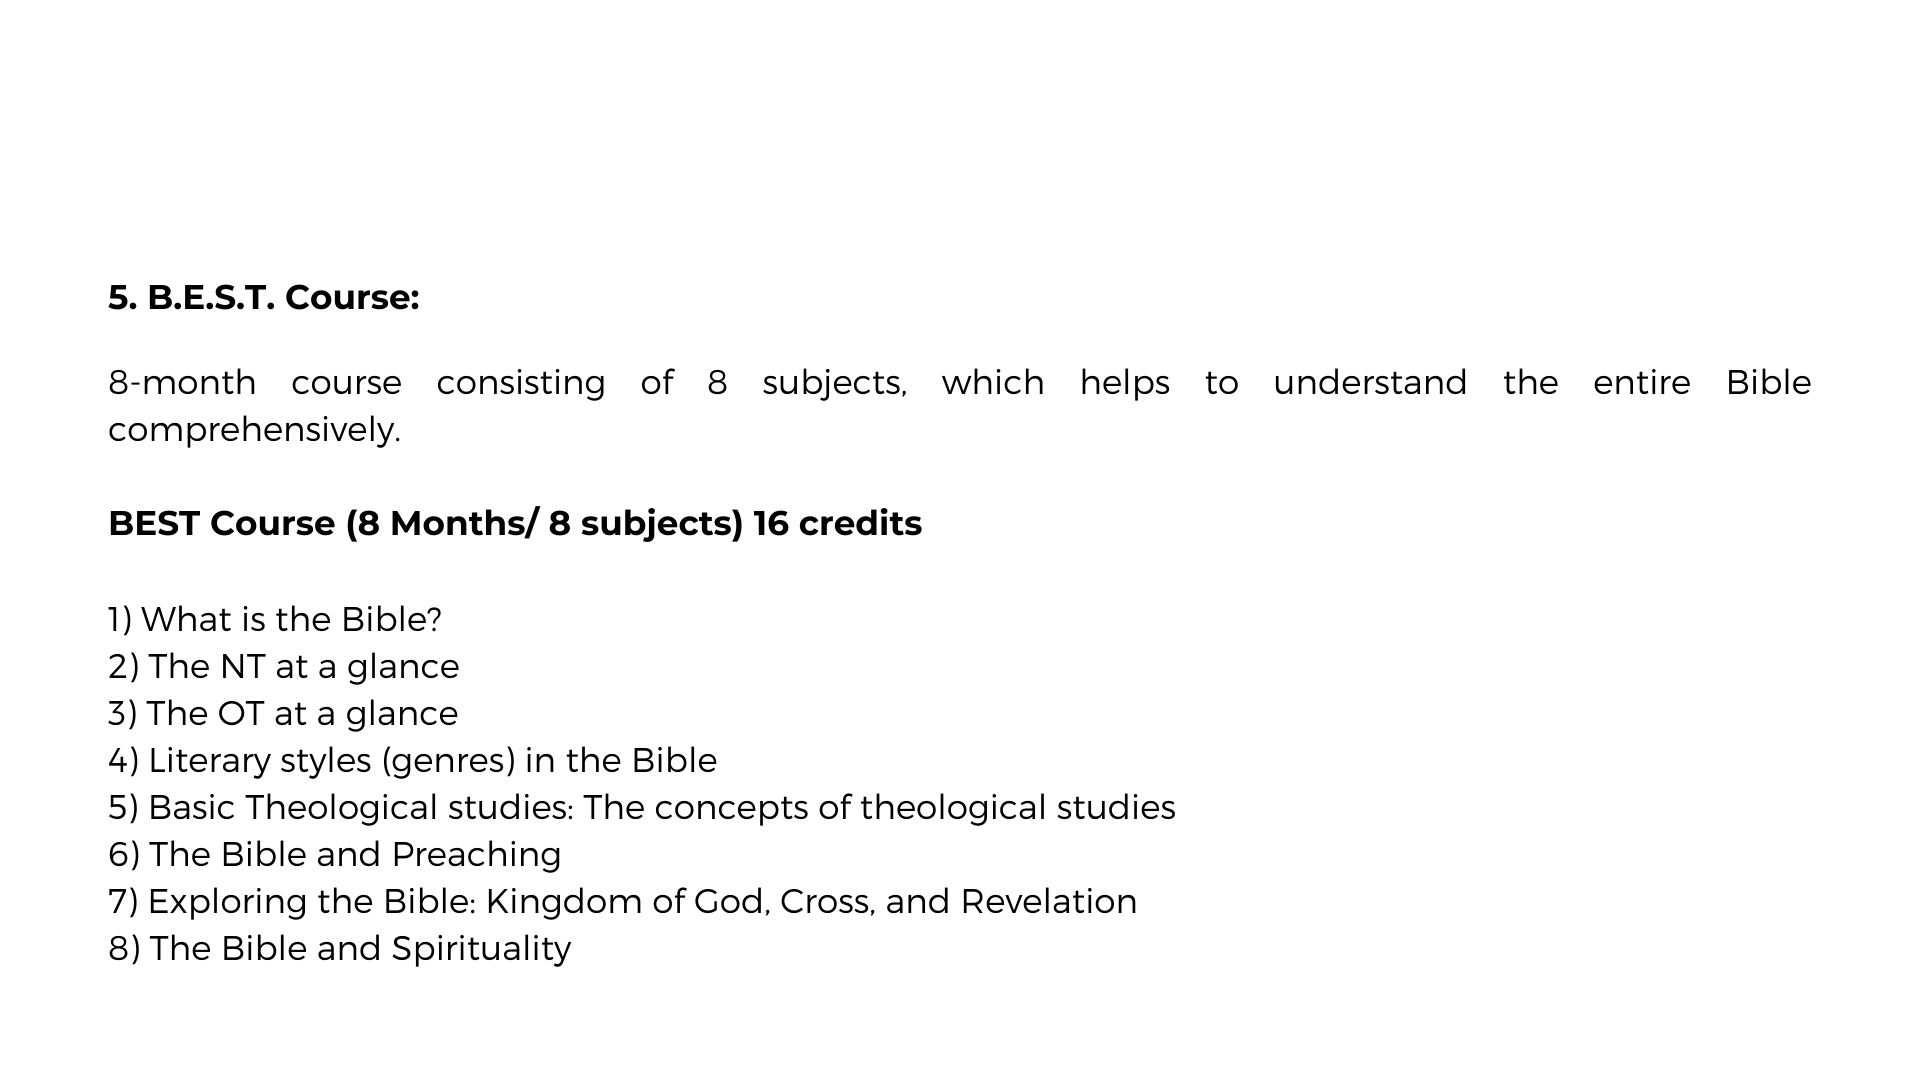 5. B.E.S.T. Course:
8-month course consisting of 8 subjects, which helps to understand the entire Bible
comprehensively.
BEST Course (8 Months/ 8 subjects) 16 credits
1) What is the Bible?
2) The NT at a glance
3) The OT at a glance
4) Literary styles (genres) in the Bible
5) Basic Theological studies: The concepts of theological studies
6) The Bible and Preaching
7) Exploring the Bible: Kingdom of God, Cross, and Revelation
8) The Bible and Spirituality